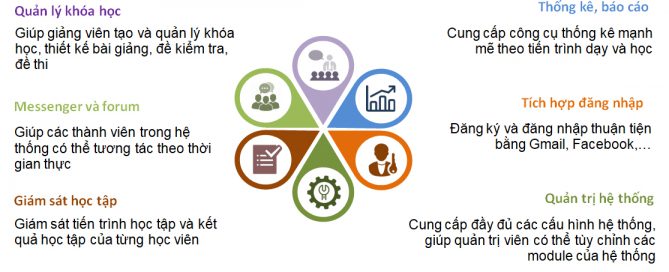 Quản lý khóa học
Giúp giảng viên tạo và quản lý khóa
học, thiết kế bài giảng, đề kiểm tra,
đề thi
Messenger và forum
Giúp các thành viên trong hệ
thống có thể tương tác theo thời
gian thực
Giám sát học tập
Giám sát tiến trình học tập và kết
quả học tập của từng học viên
Thống kê, báo cáo
Cung cấp công cụ thống kê mạnh
mẽ theo tiến trình dạy và học
Tích hợp đăng nhập
Đăng ký và đăng nhập thuận tiện
bằng Gmail, Facebook,…
Quản trị hệ thống
Cung cấp đầy đủ các cấu hình hệ thống,
giúp quản trị viên có thể tùy chỉnh các
module của hệ thống